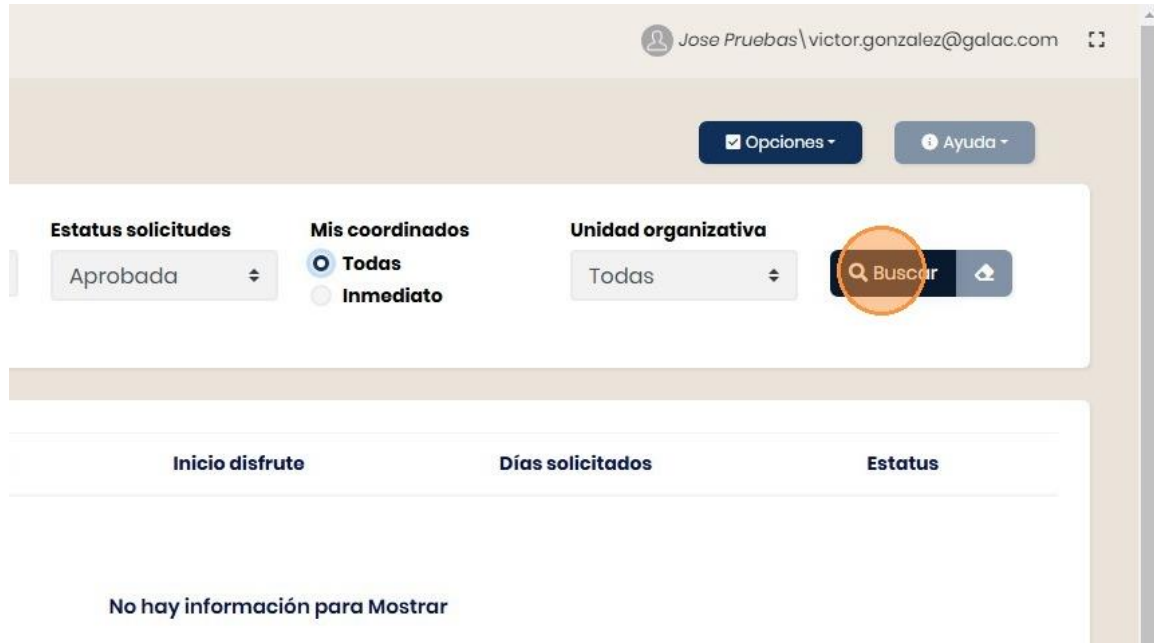 Jose Pruebas\victor.gonzalez@galac.com
Opciones
Ayuda
Estatus solicitudes
Aprobada
Mis coordinados
Todas
Inmediato
Unidad organizativa
Todas
Buscar
Inicio disfrute Días solicitados Estatus
No hay información para Mostrar